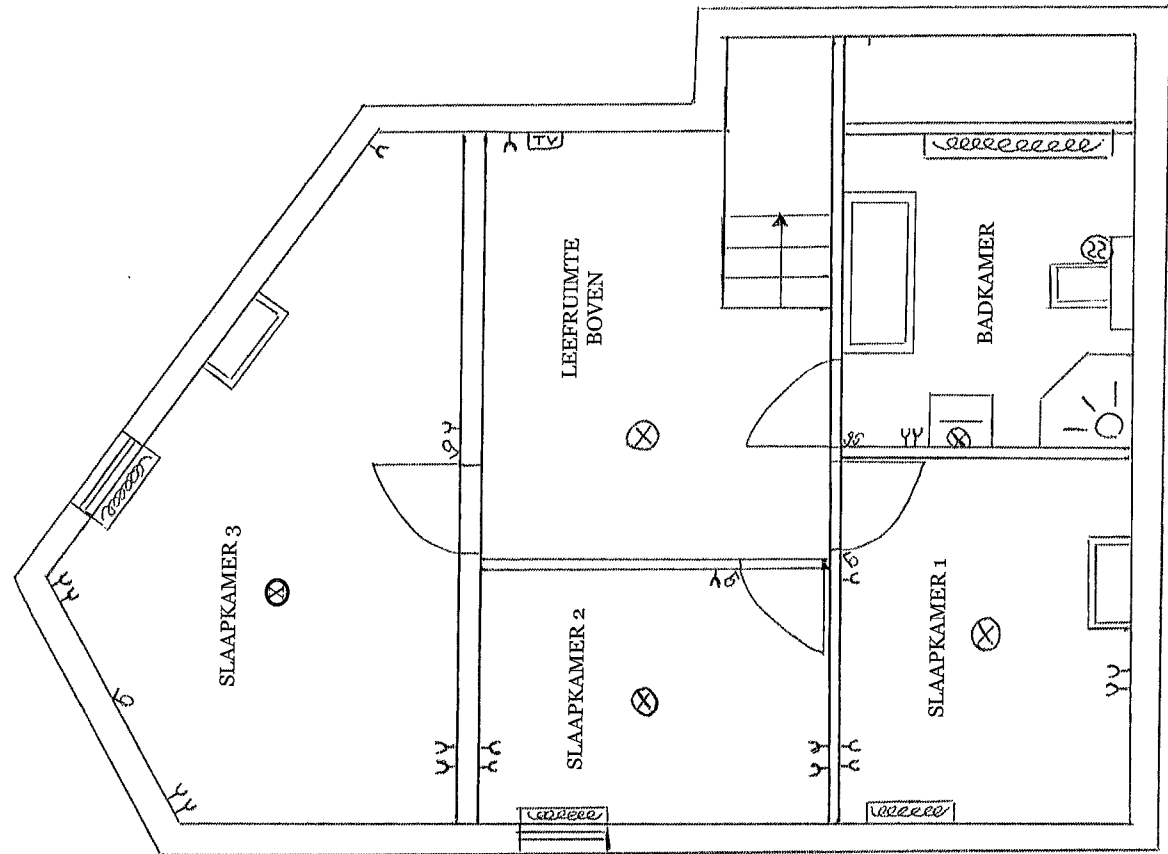 TV
LEEFRUIMTE
BOVEN
BADKAMER
SLAAPKAMER 3
SLAAPKAMER 2
SLAAPKAMER 1